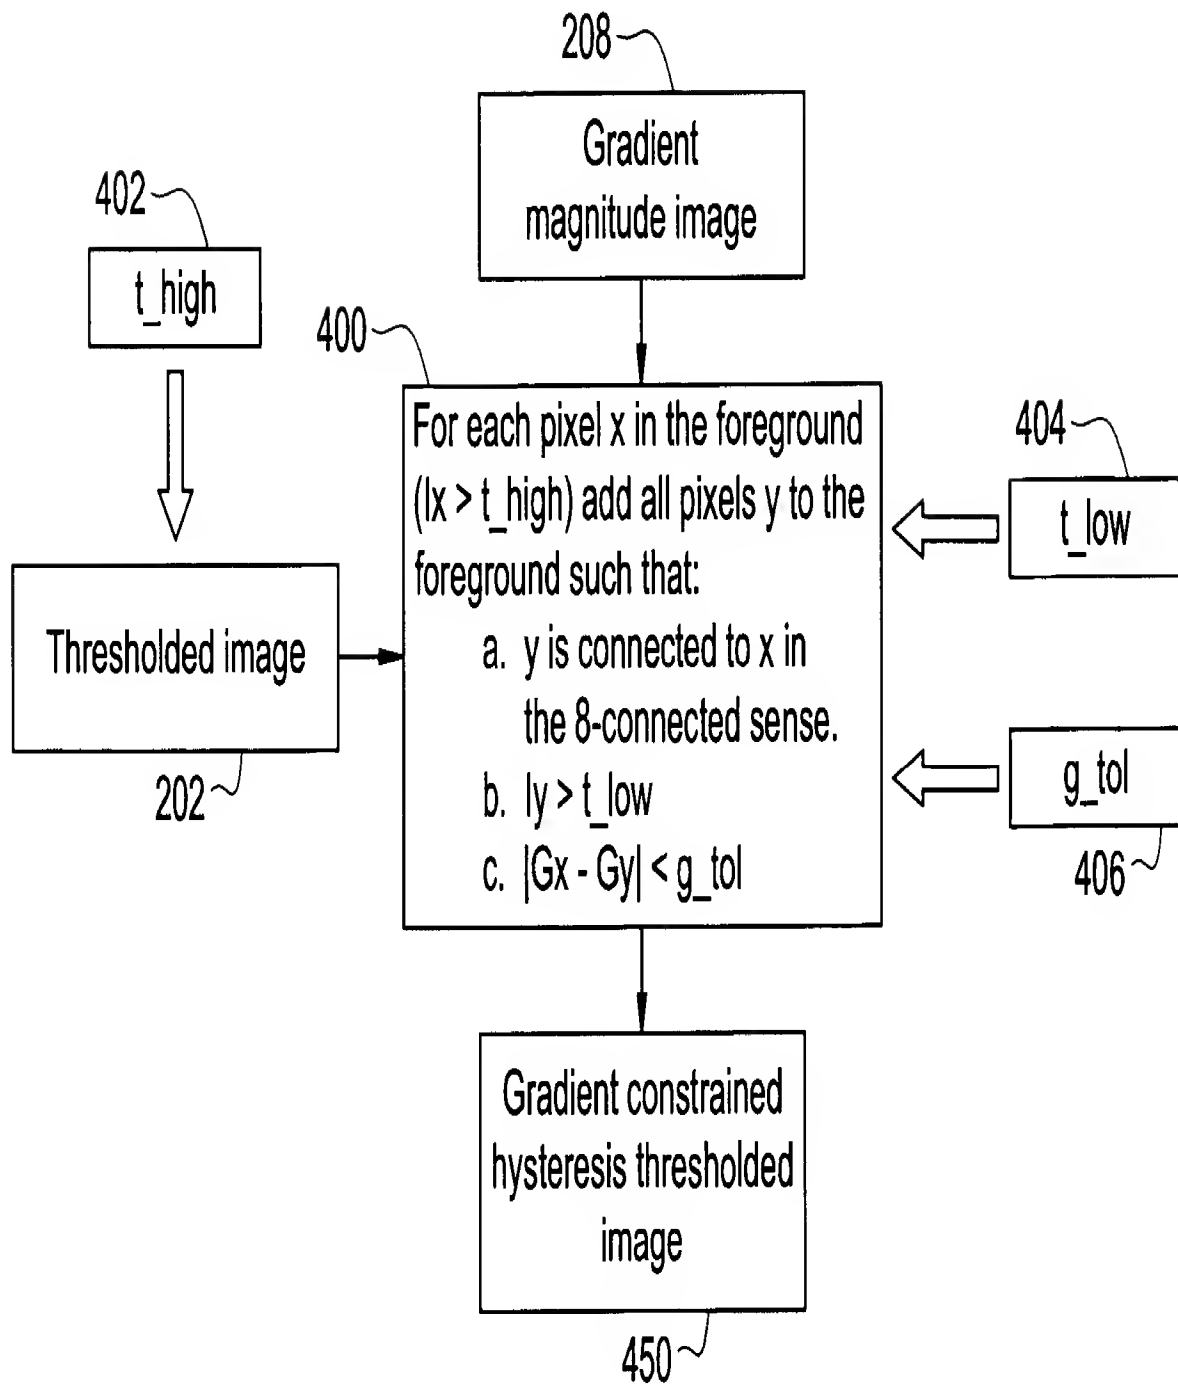 208
Gradient
magnitude image
402
t_high
400
For each pixel x in the foreground
(Ix > t_high) add all pixels y to the
foreground such that:
a. y is connected to x in
the 8-connected sense.
b. Iy > t_low
c. |Gx - Gy| < g_tol
404
t_low
Thresholded image
202
g_tol
406
Gradient constrained
hysteresis thresholded
image
450